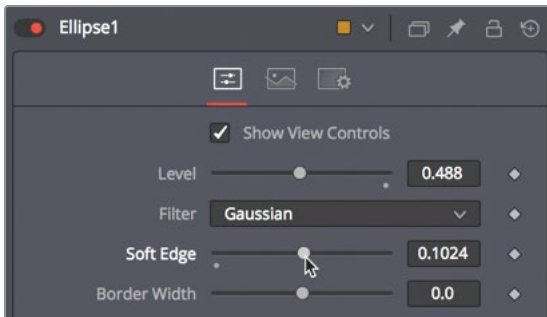 Ellipse1
Show View Controls
Level 0.488
Filter Gaussian
Soft Edge 0.1024
Border Width 0.0